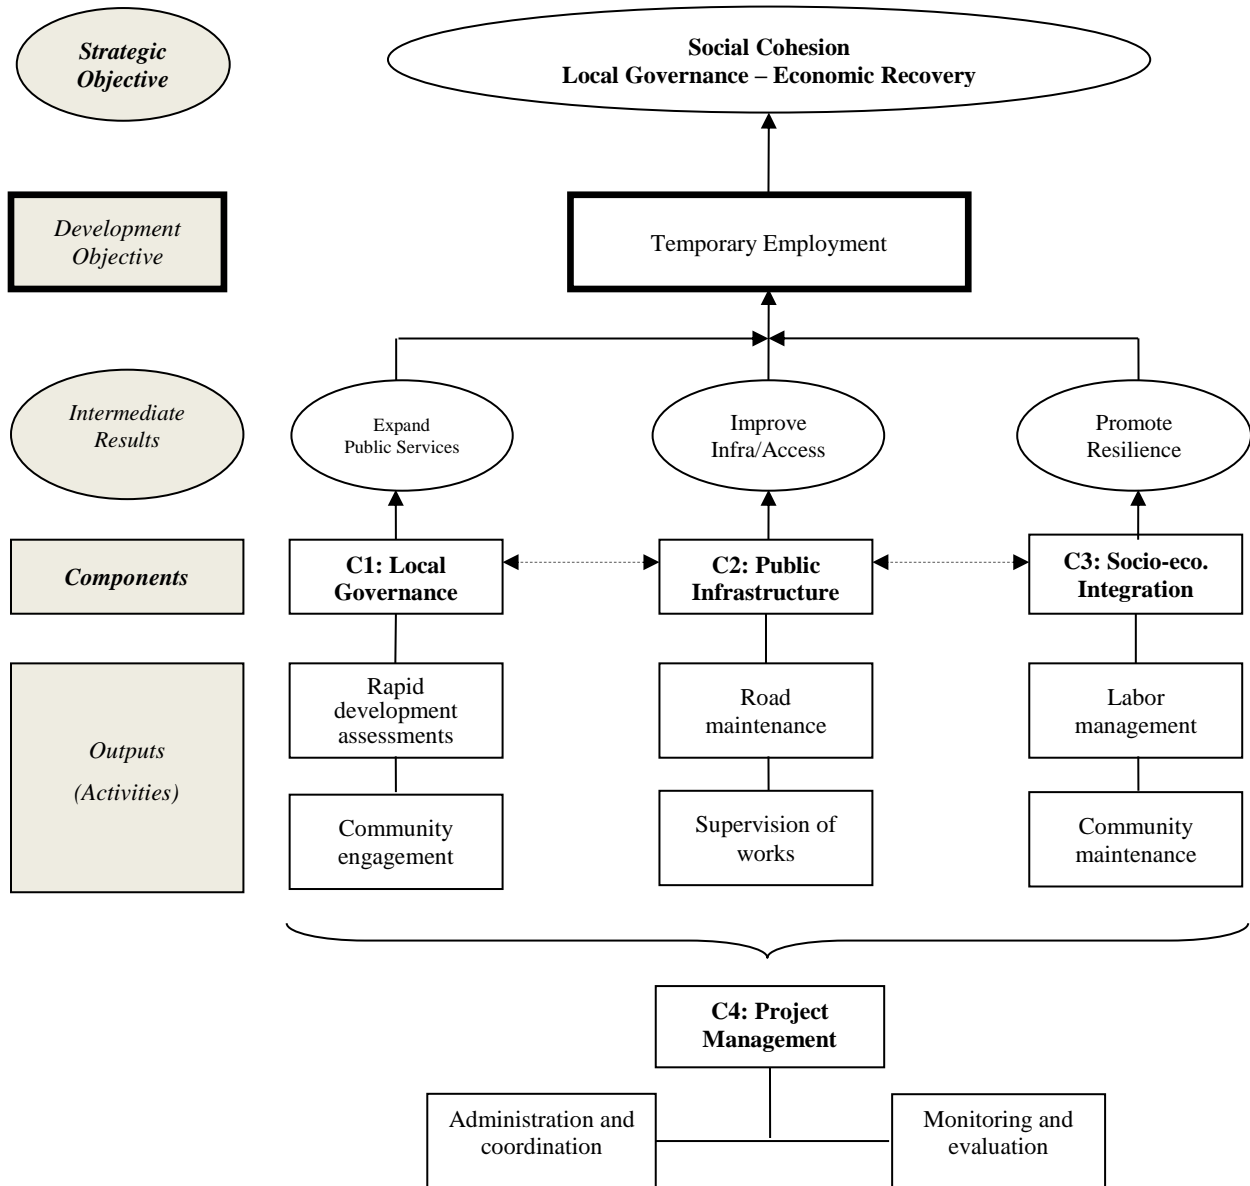 Strategic
Objective
Social Cohesion
Local Governance – Economic Recovery
Development
Objective
Temporary Employment
Intermediate
Results
Expand
Public Services
Improve
Infra/Access
Promote
Resilience
Components
C1: Local
Governance
C2: Public
Infrastructure
C3: Socio-eco.
Integration
Outputs
(Activities)
Rapid
development
assessments
Road
maintenance
Labor
management
Community
engagement
Supervision of
works
Community
maintenance
C4: Project
Management
Administration and
coordination
Monitoring and
evaluation